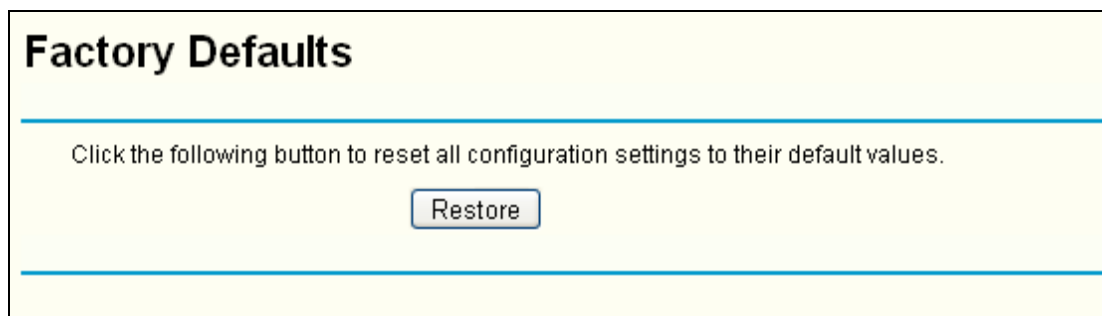 Factory Defaults
Click the following button to reset all configuration settings to their default values.
Restore